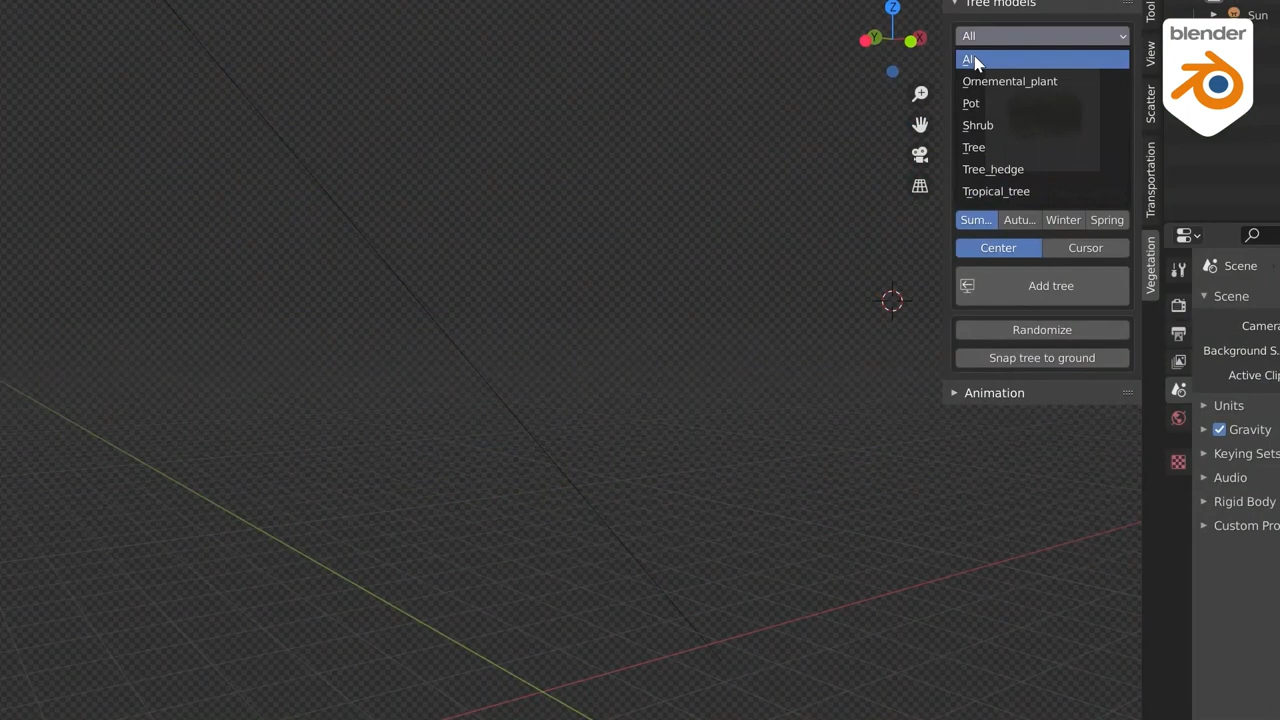 Tree models
Tool
Sun
blender
Z
Y
X
All
All
Ornemental_plant
Pot
Shrub
Tree
Tree_hedge
Tropical_tree
View
Scatter
Transportation
Vegetation
Sum...
Autu...
Winter
Spring
Center
Cursor
Add tree
Randomize
Snap tree to ground
Animation
Scene
Scene
Camera
Background S...
Active Clip
Units
Gravity
Keying Sets
Audio
Rigid Body
Custom Pro